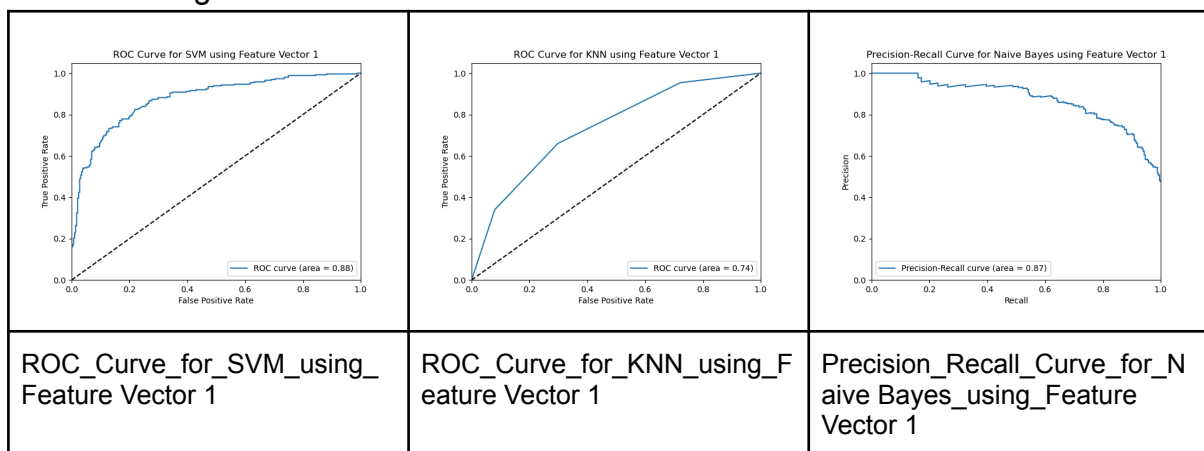 ROC Curve for SVM using Feature Vector 1
1.0
0.8
0.6
0.4
0.2
0.0
True Positive Rate
ROC curve (area = 0.88)
0.0 0.2 0.4 0.6 0.8 1.0
False Positive Rate
ROC Curve for KNN using Feature Vector 1
1.0
0.8
0.6
0.4
0.2
0.0
True Positive Rate
ROC curve (area = 0.74)
0.0 0.2 0.4 0.6 0.8 1.0
False Positive Rate
Precision-Recall Curve for Naive Bayes using Feature Vector 1
1.0
0.8
0.6
0.4
0.2
0.0
Precision
Precision-Recall curve (area = 0.87)
0.0 0.2 0.4 0.6 0.8 1.0
Recall
ROC_Curve_for_SVM_using_
Feature Vector 1
ROC_Curve_for_KNN_using_F
eature Vector 1
Precision_Recall_Curve_for_N
aive Bayes_using_Feature
Vector 1